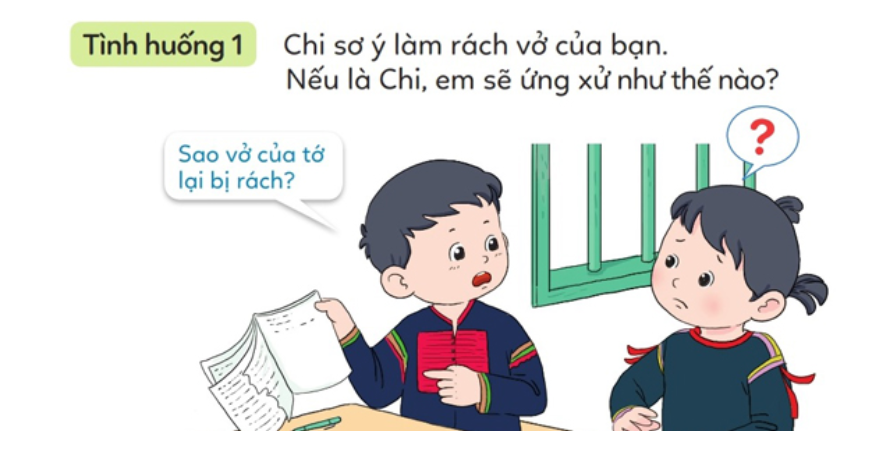 Tình huống 1 Chi sơ ý làm rách vở của bạn.
Nếu là Chi, em sẽ ứng xử như thế nào?
?
Sao vở của tớ
lại bị rách?